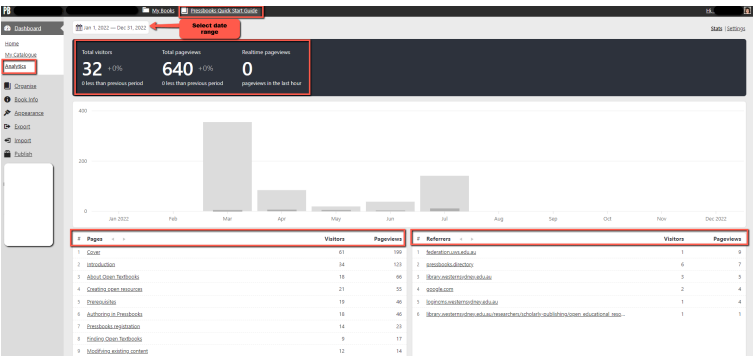 PB
My Books
Pressbooks Quick Start Guide
Hi,
Dashboard
Jan 1, 2022 — Dec 31, 2022
Select date
range
Stats | Settings
Home
My Catalogue
Analytics
Organise
Book Info
Appearance
Export
Import
Publish
Total visitors
Total pageviews
Realtime pageviews
32 +0%
640 +0%
0
0 less than previous period
0 less than previous period
pageviews in the last hour
400
200
0
Jan 2022 Feb Mar Apr May Jun Jul Aug Sep Oct Nov Dec 2022
# Pages Visitors Pageviews
1 Cover 61 199
2 Introduction 34 123
3 About Open Textbooks 18 66
4 Creating open resources 21 55
5 Prerequisites 19 46
6 Authoring in Pressbooks 18 46
7 Pressbooks registration 14 23
8 Finding Open Textbooks 9 17
9 Modifying existing content 12 14
# Referrers Visitors Pageviews
1 federation.uws.edu.au 1 8
2 pressbooks.directory 6 7
3 library.westernsydney.edu.au 3 5
4 google.com 2 4
5 logincms.westernsydney.edu.au 1 4
6 library.westernsydney.edu.au/researchers/scholarly-publishing/open_educational_reso... 1 1